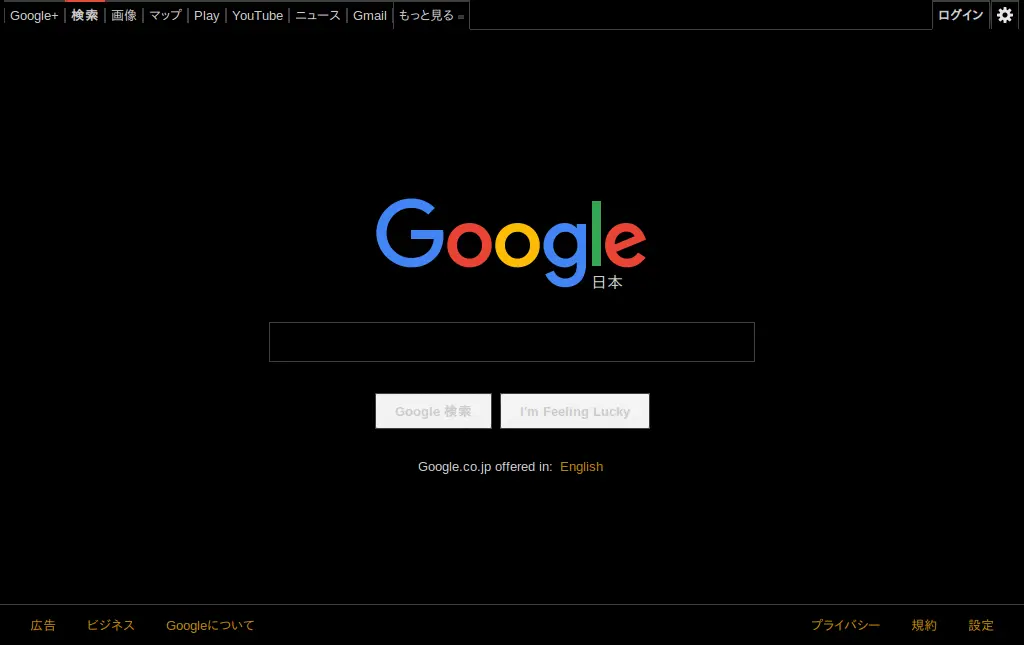 Google+ 検索 画像 マップ Play YouTube ニュース Gmail もっと見る ログイン
Google
日本
Google 検索 I'm Feeling Lucky
Google.co.jp offered in: English
広告 ビジネス Googleについて プライバシー 規約 設定